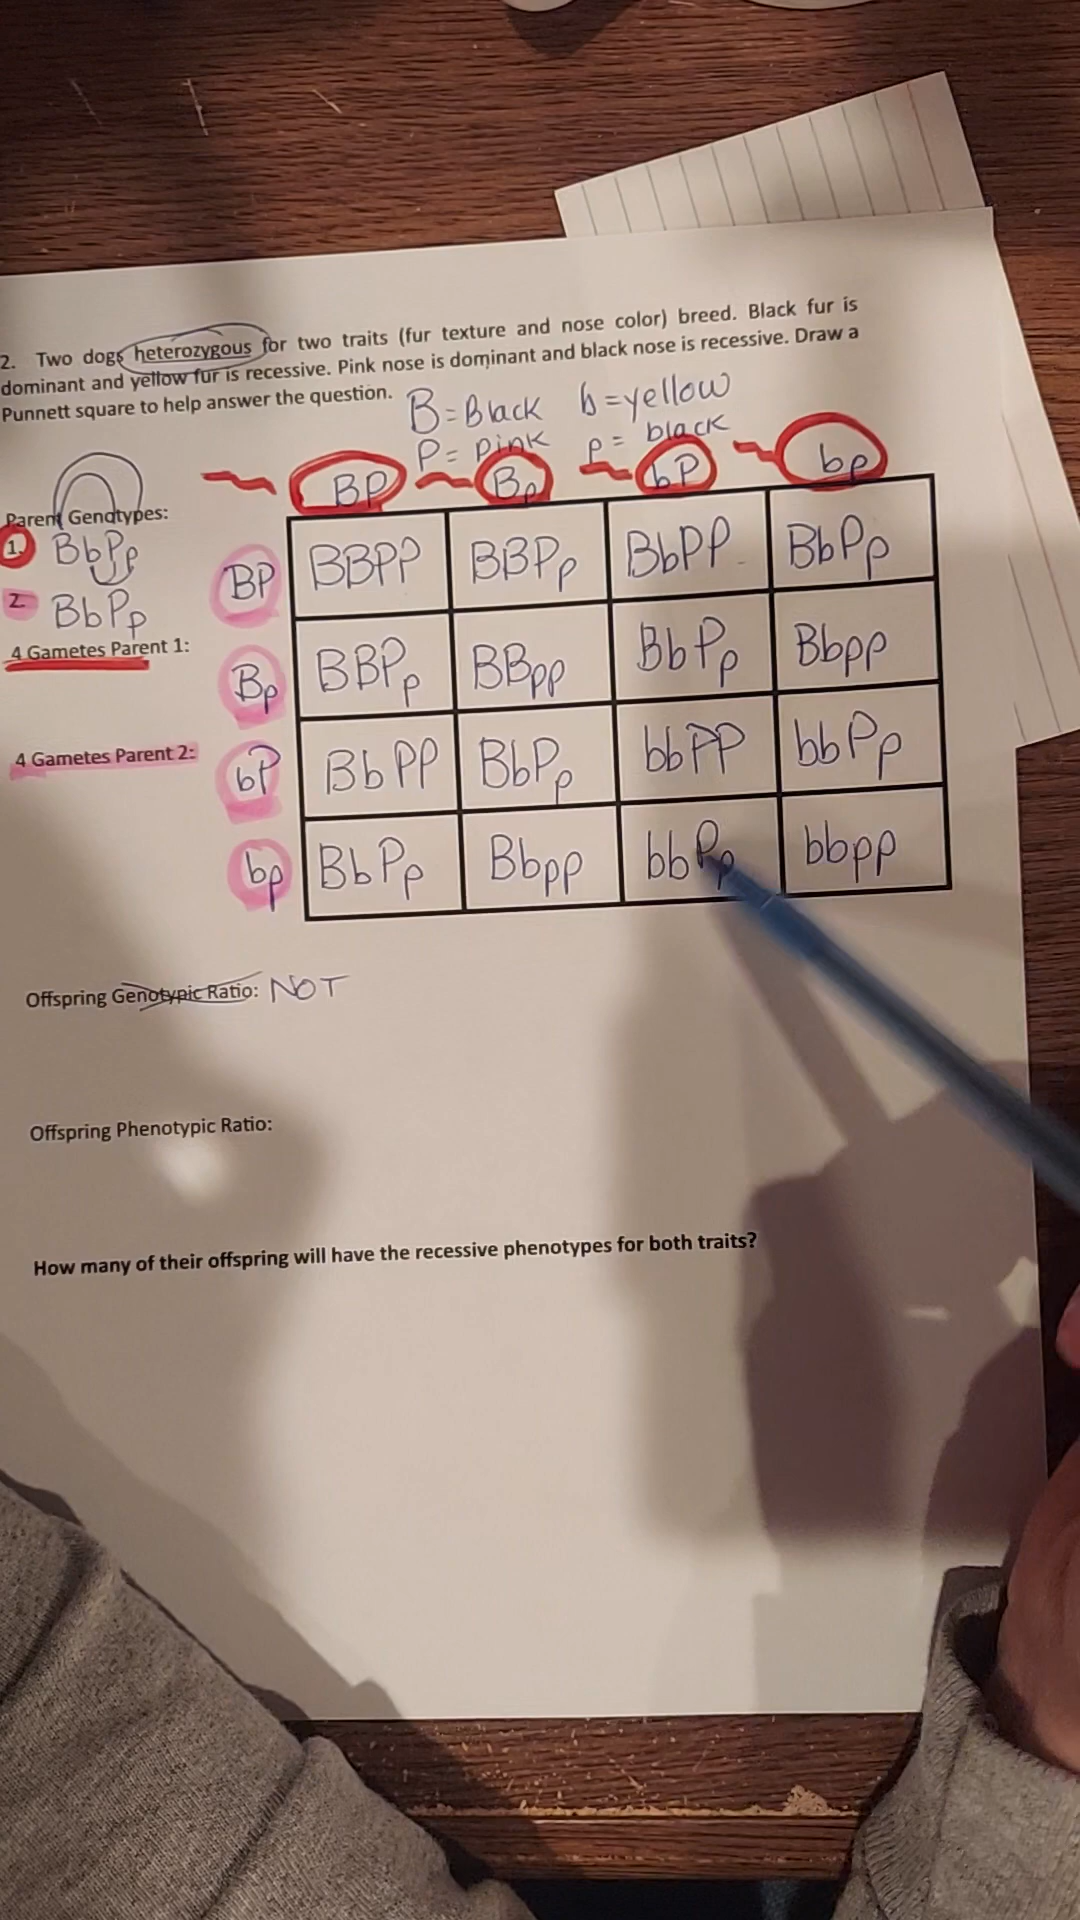 2. Two dogs heterozygous for two traits (fur texture and nose color) breed. Black fur is
dominant and yellow fur is recessive. Pink nose is dominant and black nose is recessive. Draw a
Punnett square to help answer the question.
B=Black b=yellow
P= pink p= black
BP Bp bP bp
Parent Genotypes:
1. BbPp
2. BbPp
4 Gametes Parent 1:
4 Gametes Parent 2:
BP BBPP BBPp BbPP BbPp
Bp BBPp BBpp BbPp Bbpp
bP BbPP BbPp bbPP bbPp
bp BbPp Bbpp bbPp bbpp
Offspring Genotypic Ratio: NOT
Offspring Phenotypic Ratio:
How many of their offspring will have the recessive phenotypes for both traits?